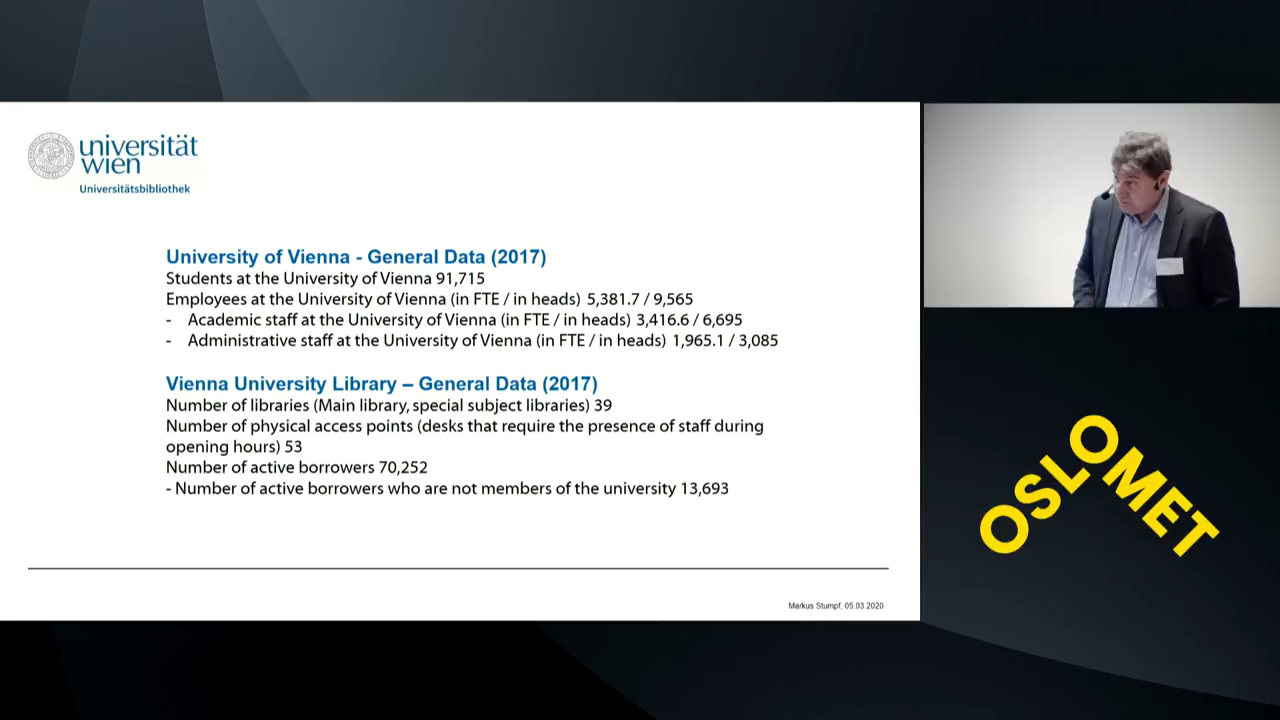 universität
wien
Universitätsbibliothek
University of Vienna - General Data (2017)
Students at the University of Vienna 91,715
Employees at the University of Vienna (in FTE / in heads) 5,381.7 / 9,565
- Academic staff at the University of Vienna (in FTE / in heads) 3,416.6 / 6,695
- Administrative staff at the University of Vienna (in FTE / in heads) 1,965.1 / 3,085
Vienna University Library – General Data (2017)
Number of libraries (Main library, special subject libraries) 39
Number of physical access points (desks that require the presence of staff during
opening hours) 53
Number of active borrowers 70,252
- Number of active borrowers who are not members of the university 13,693
Markus Stumpf, 05.03.2020
OSLOMET